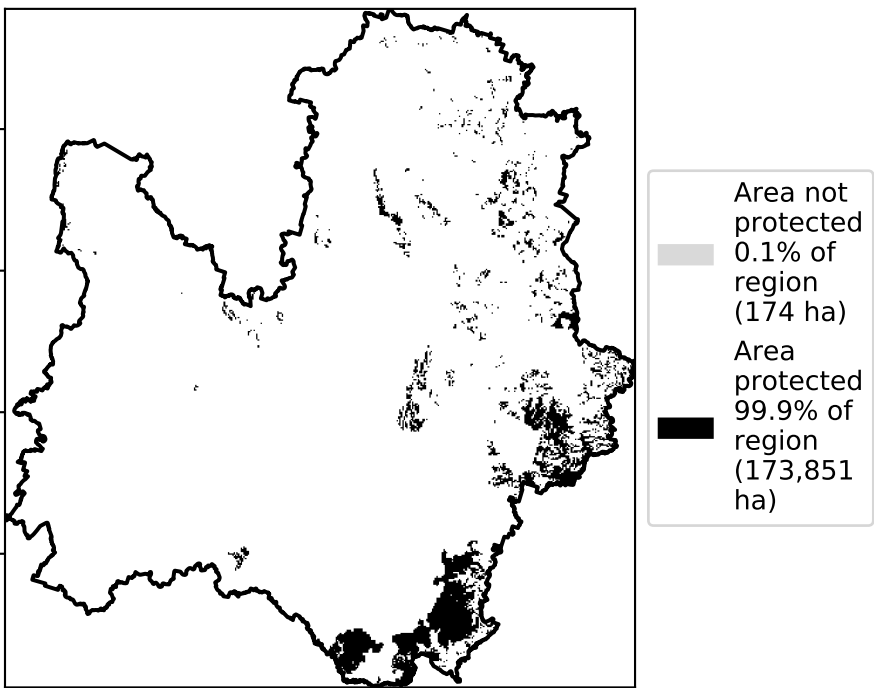 Area not
protected
0.1% of
region
(174 ha)
Area
protected
99.9% of
region
(173,851
ha)